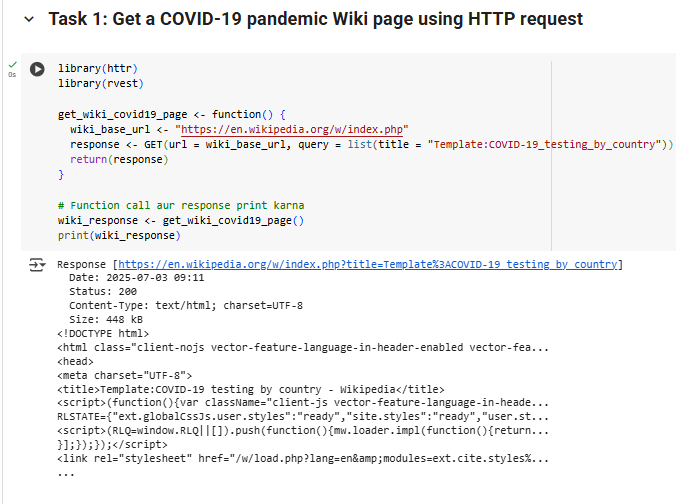 Task 1: Get a COVID-19 pandemic Wiki page using HTTP request
0s
library(httr)
library(rvest)
get_wiki_covid19_page <- function() {
  wiki_base_url <- "https://en.wikipedia.org/w/index.php"
  response <- GET(url = wiki_base_url, query = list(title = "Template:COVID-19_testing_by_country"))
  return(response)
}
# Function call aur response print karna
wiki_response <- get_wiki_covid19_page()
print(wiki_response)
Response [https://en.wikipedia.org/w/index.php?title=Template%3ACOVID-19_testing_by_country]
  Date: 2025-07-03 09:11
  Status: 200
  Content-Type: text/html; charset=UTF-8
  Size: 448 kB
<!DOCTYPE html>
<html class="client-nojs vector-feature-language-in-header-enabled vector-fea...
<head>
<meta charset="UTF-8">
<title>Template:COVID-19 testing by country - Wikipedia</title>
<script>(function(){var className="client-js vector-feature-language-in-heade...
RLSTATE={"ext.globalCssJs.user.styles":"ready","site.styles":"ready","user.st...
<script>(RLQ=window.RLQ||[]).push(function(){mw.loader.impl(function(){return...
}];});});</script>
<link rel="stylesheet" href="/w/load.php?lang=en&amp;modules=ext.cite.styles%...
...